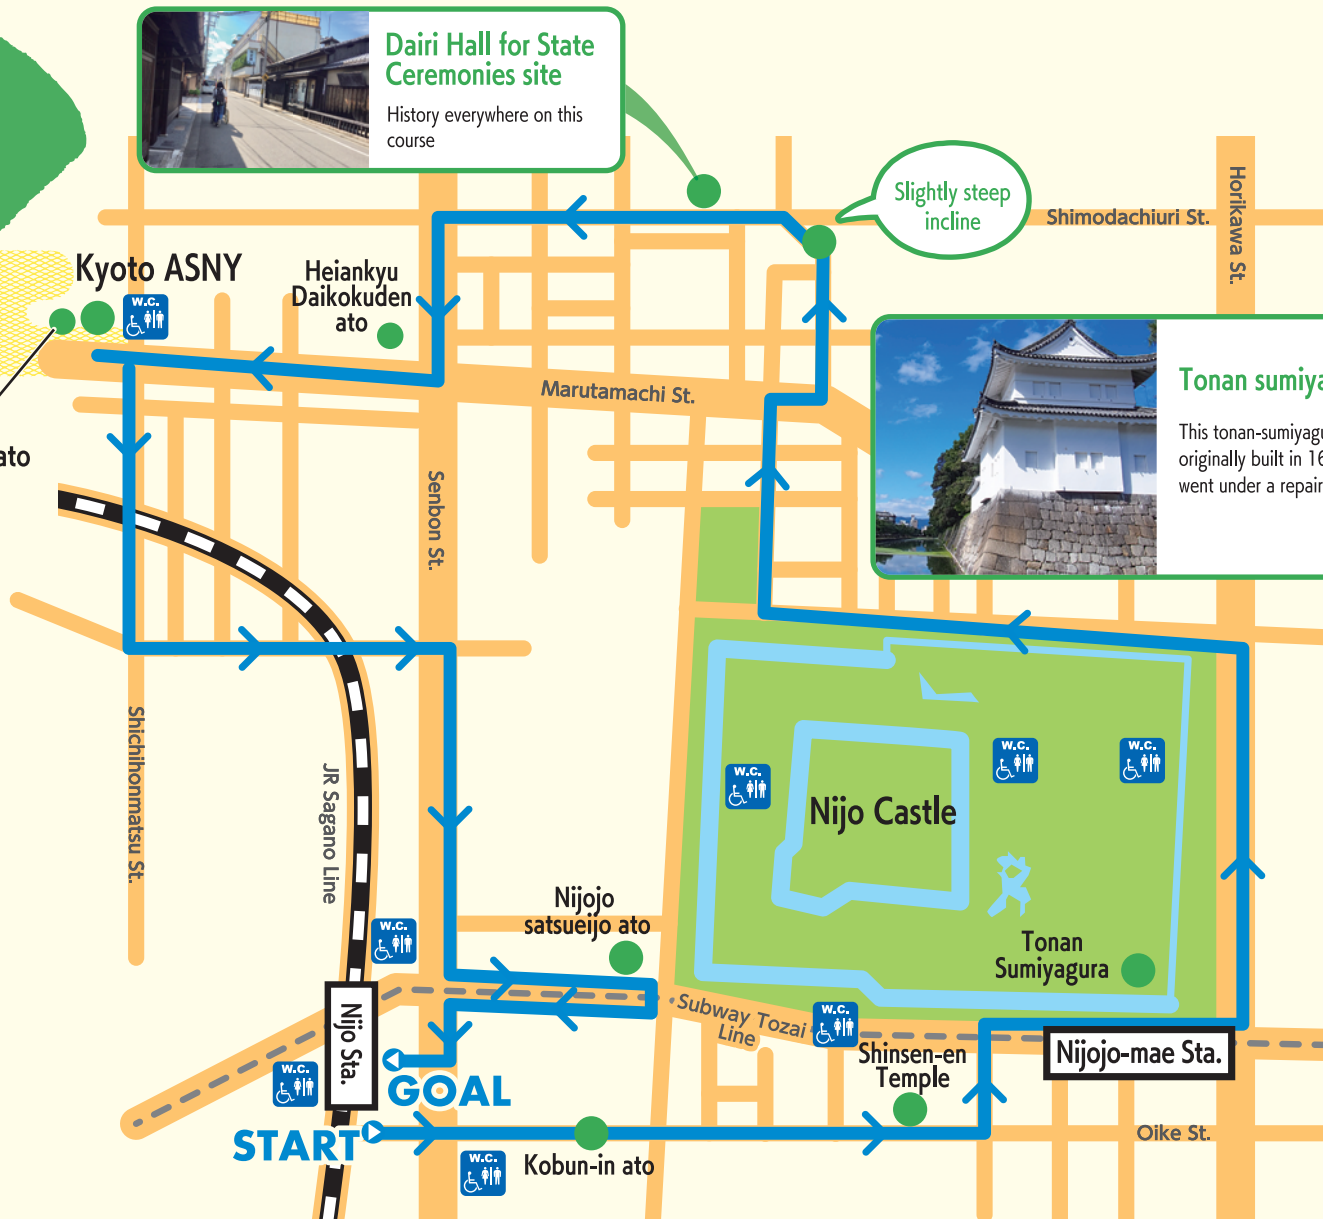 Dairi Hall for State
Ceremonies site
History everywhere on this
course
Slightly steep
incline
Shimodachiuri St.
Horikawa St.
Kyoto ASNY
W.C.
Heiankyu
Daikokuden
ato
Marutamachi St.
Tonan sumiya
This tonan-sumiyagu
originally built in 16
went under a repair
ato
Senbon St.
Shichihonmatsu St.
JR Sagano Line
W.C.
W.C.
W.C.
Nijo Castle
Nijojo
satsueijo ato
W.C.
Tonan
Sumiyagura
Nijo Sta.
Subway Tozai
Line
W.C.
Shinsen-en
Temple
Nijojo-mae Sta.
W.C.
GOAL
START
W.C.
Kobun-in ato
Oike St.